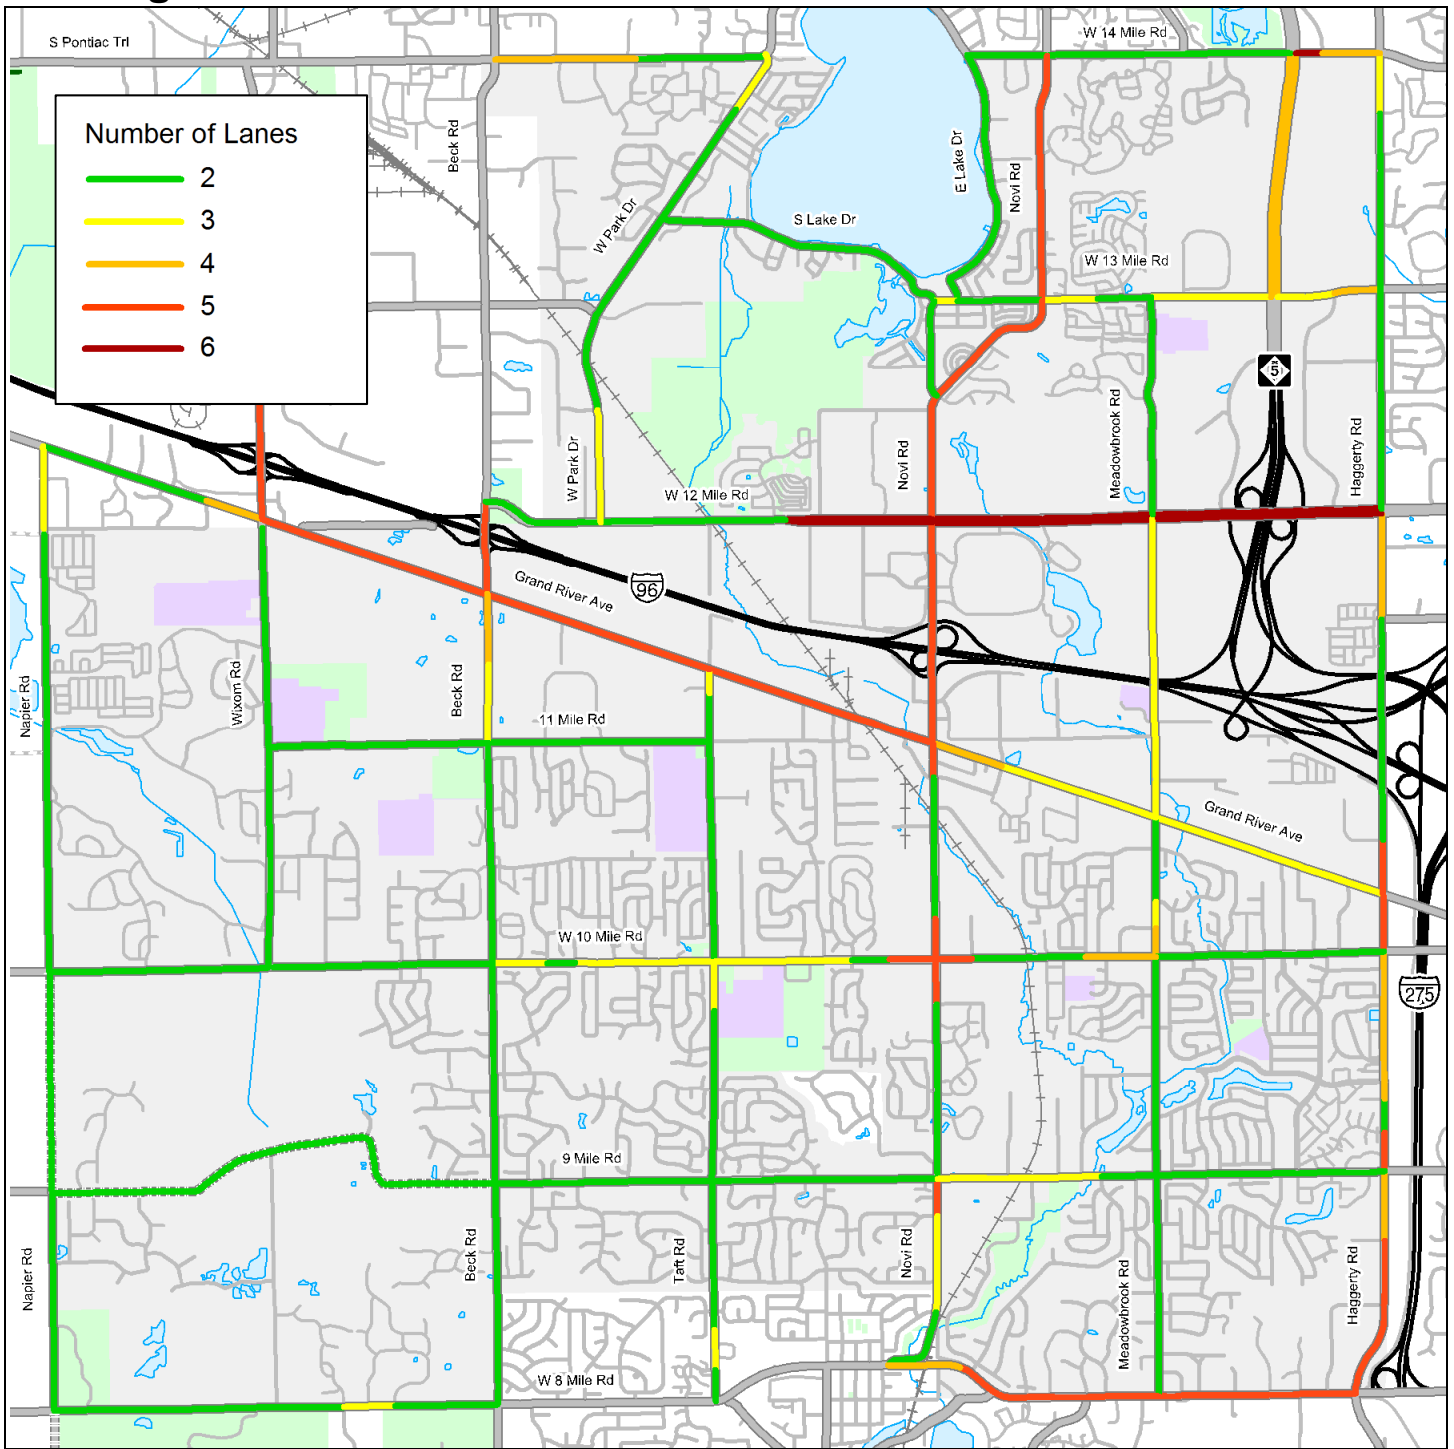 S Pontiac Trl
W 14 Mile Rd
Number of Lanes
2
3
4
5
6
Beck Rd
E Lake Dr
Novi Rd
W Park Dr
S Lake Dr
W 13 Mile Rd
5
Meadowbrook Rd
Haggerty Rd
W Park Dr
Novi Rd
W 12 Mile Rd
Grand River Ave
96
Napier Rd
Wixom Rd
Beck Rd
11 Mile Rd
Grand River Ave
W 10 Mile Rd
275
9 Mile Rd
Napier Rd
Beck Rd
Taft Rd
Novi Rd
Meadowbrook Rd
Haggerty Rd
W 8 Mile Rd